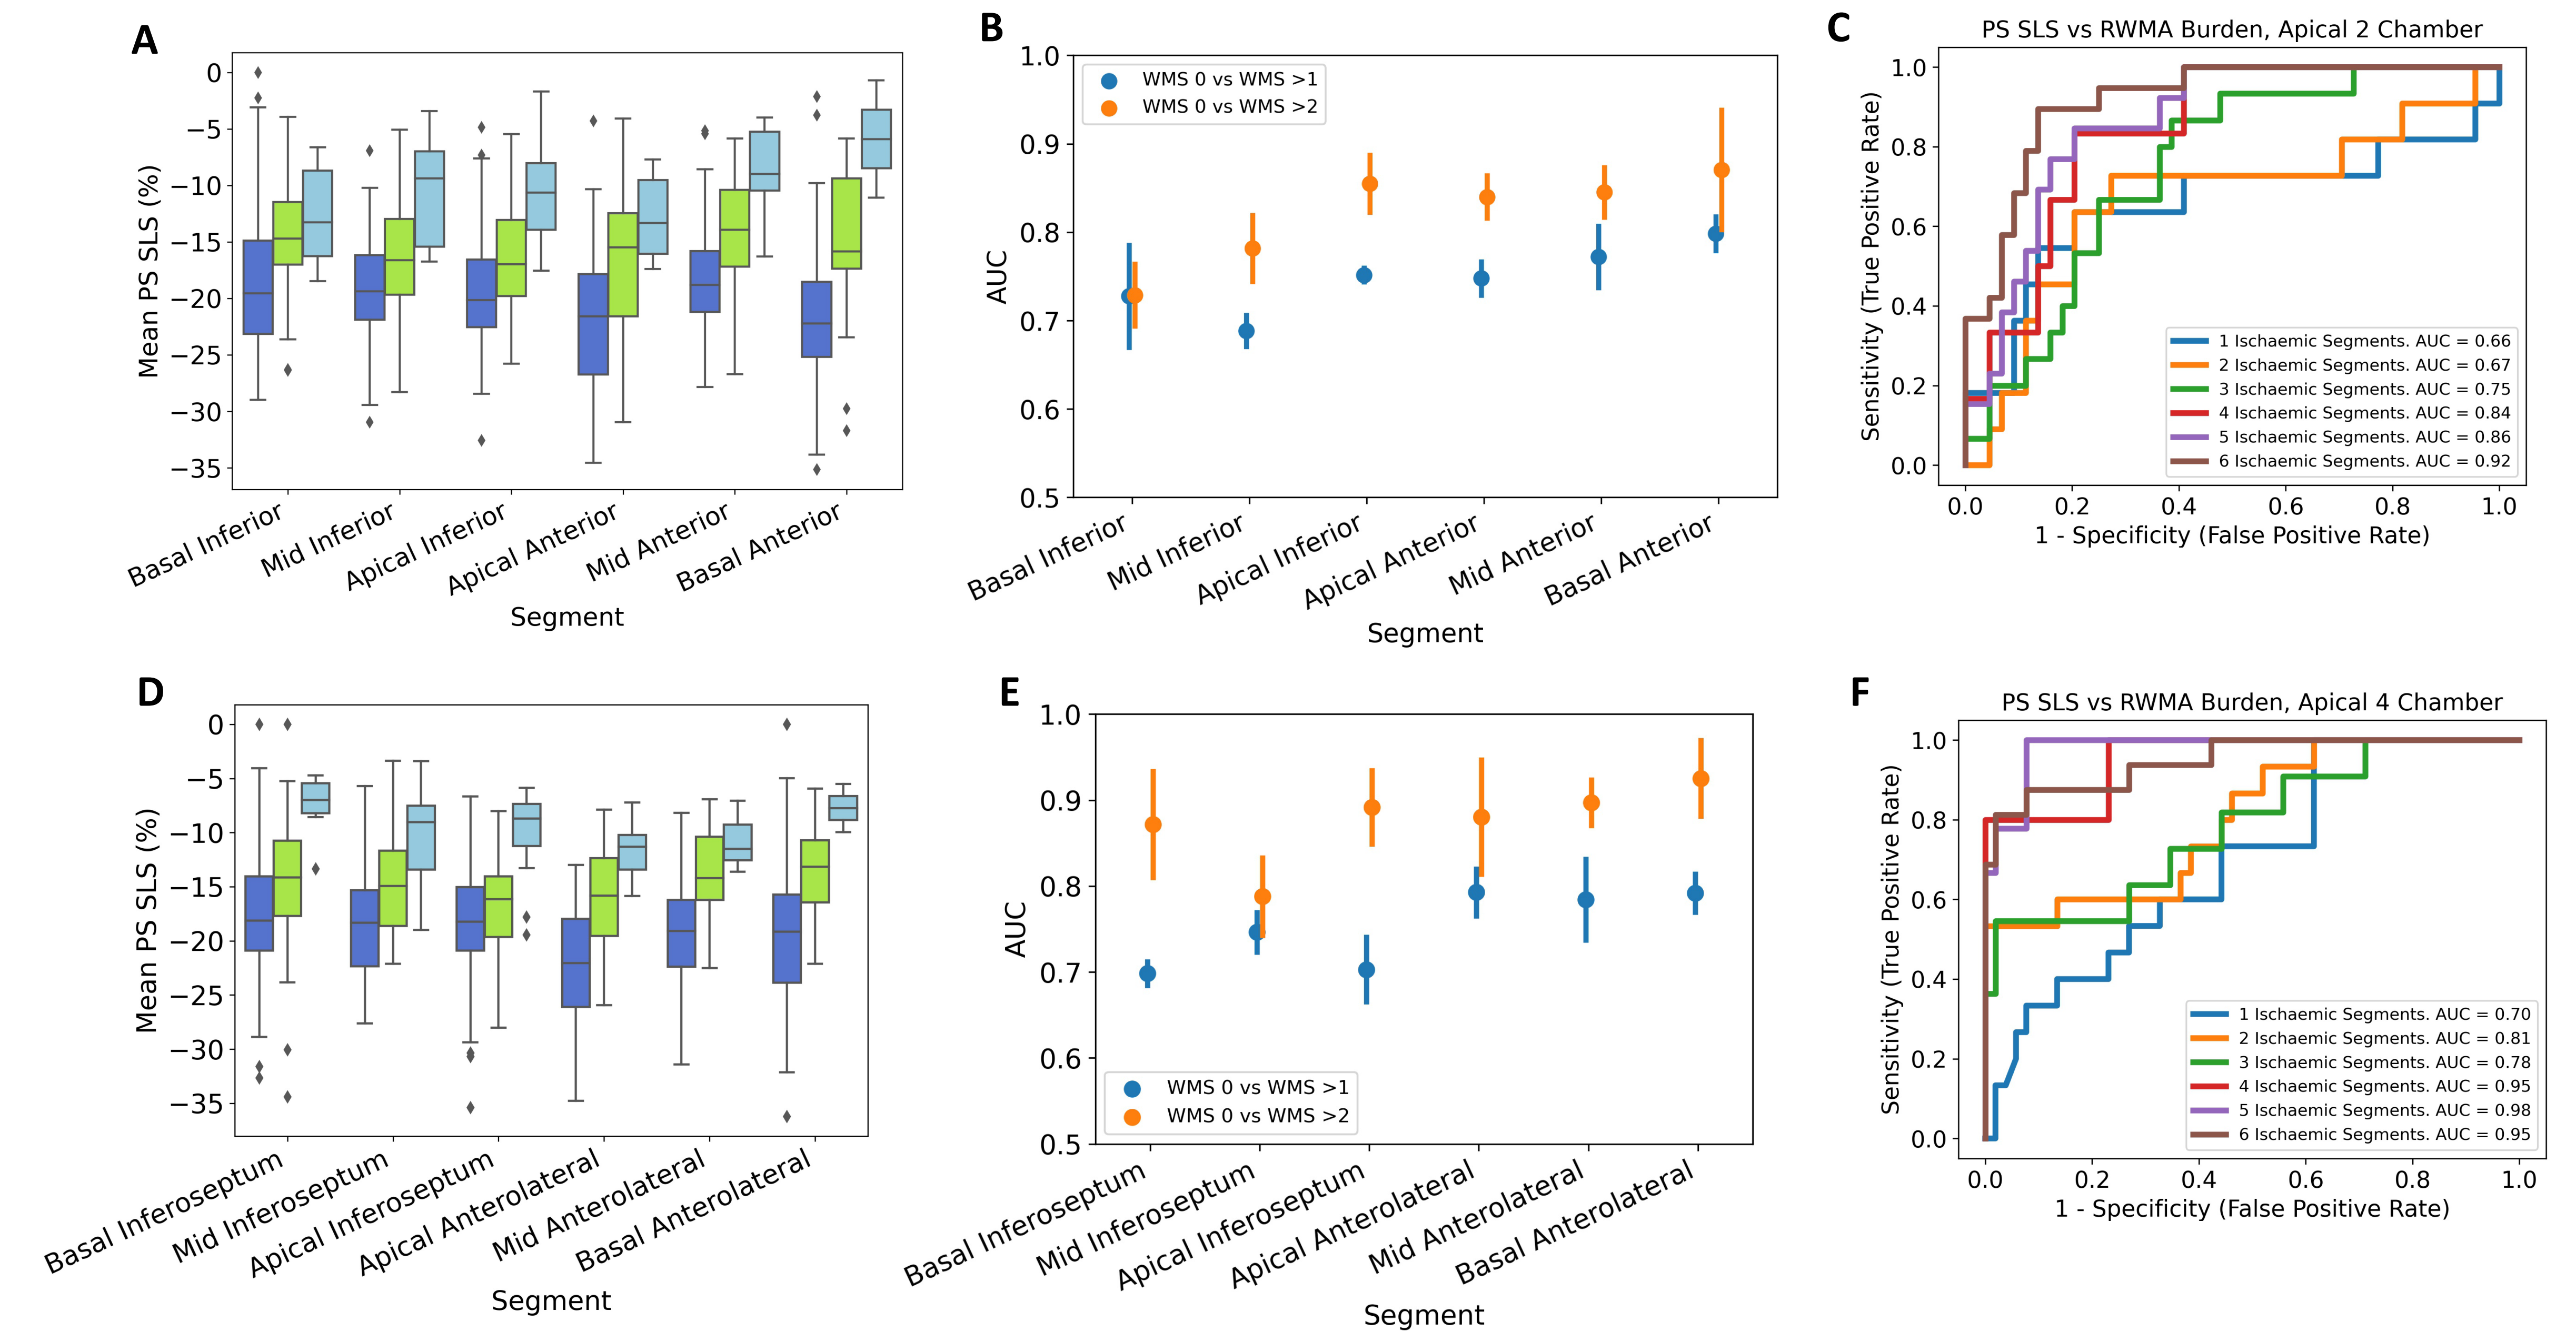 A
0
−5
−10
−15
−20
−25
−30
−35
Mean PS SLS (%)
Basal Inferior
Mid Inferior
Apical Inferior
Apical Anterior
Mid Anterior
Basal Anterior
Segment
B
1.0
0.9
0.8
0.7
0.6
0.5
AUC
WMS 0 vs WMS >1
WMS 0 vs WMS >2
Basal Inferior
Mid Inferior
Apical Inferior
Apical Anterior
Mid Anterior
Basal Anterior
Segment
C
PS SLS vs RWMA Burden, Apical 2 Chamber
1.0
0.8
0.6
0.4
0.2
0.0
Sensitivity (True Positive Rate)
1 Ischaemic Segments. AUC = 0.66
2 Ischaemic Segments. AUC = 0.67
3 Ischaemic Segments. AUC = 0.75
4 Ischaemic Segments. AUC = 0.84
5 Ischaemic Segments. AUC = 0.86
6 Ischaemic Segments. AUC = 0.92
0.0 0.2 0.4 0.6 0.8 1.0
1 - Specificity (False Positive Rate)
D
0
−5
−10
−15
−20
−25
−30
−35
Mean PS SLS (%)
Basal Inferoseptum
Mid Inferoseptum
Apical Inferoseptum
Apical Anterolateral
Mid Anterolateral
Basal Anterolateral
Segment
E
1.0
0.9
0.8
0.7
0.6
0.5
AUC
WMS 0 vs WMS >1
WMS 0 vs WMS >2
Basal Inferoseptum
Mid Inferoseptum
Apical Inferoseptum
Apical Anterolateral
Mid Anterolateral
Basal Anterolateral
Segment
F
PS SLS vs RWMA Burden, Apical 4 Chamber
1.0
0.8
0.6
0.4
0.2
0.0
Sensitivity (True Positive Rate)
1 Ischaemic Segments. AUC = 0.70
2 Ischaemic Segments. AUC = 0.81
3 Ischaemic Segments. AUC = 0.78
4 Ischaemic Segments. AUC = 0.95
5 Ischaemic Segments. AUC = 0.98
6 Ischaemic Segments. AUC = 0.95
0.0 0.2 0.4 0.6 0.8 1.0
1 - Specificity (False Positive Rate)